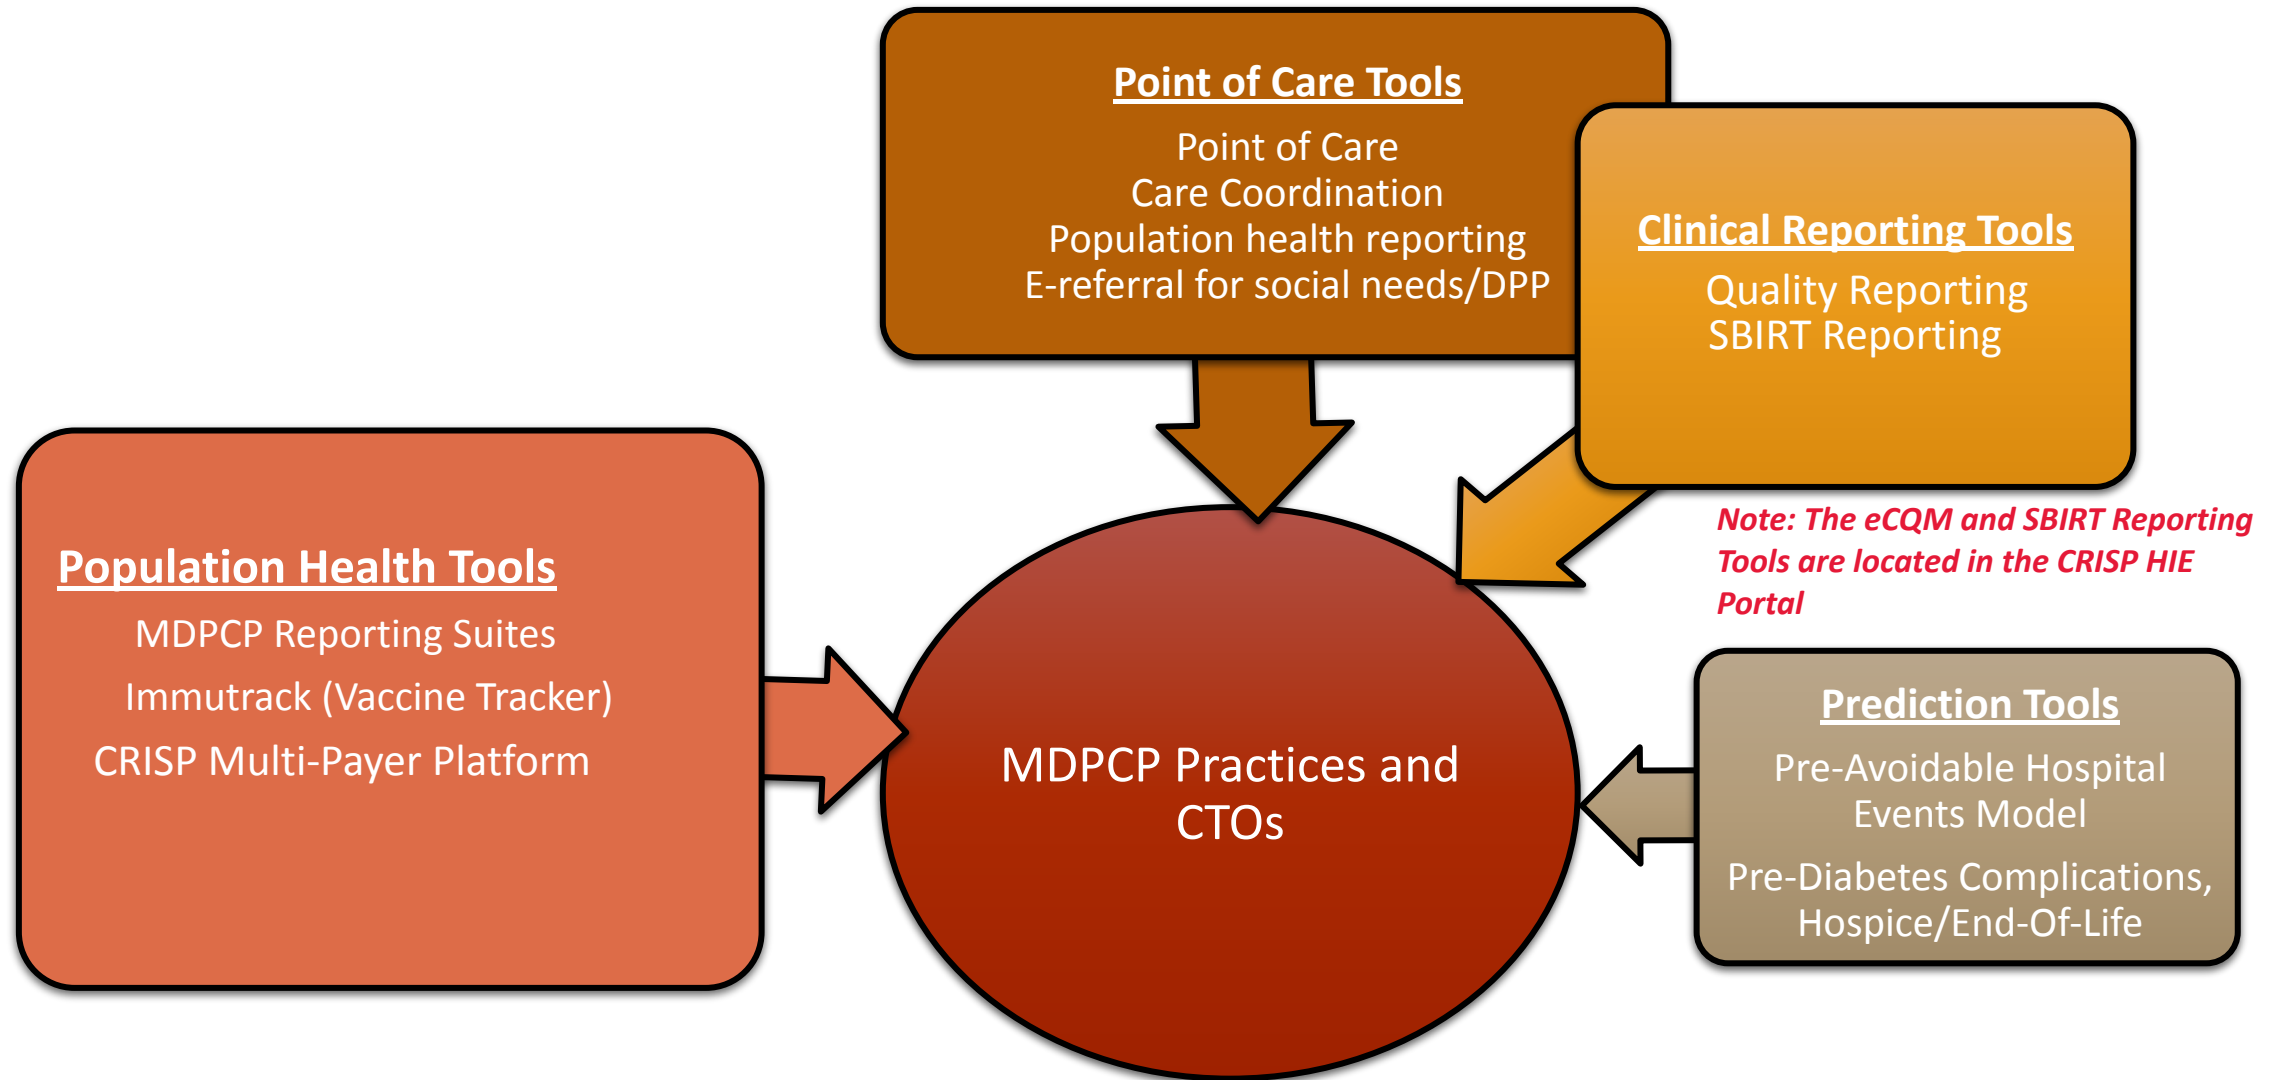 Point of Care Tools
Point of Care
Care Coordination
Population health reporting
E-referral for social needs/DPP
Clinical Reporting Tools
Quality Reporting
SBIRT Reporting
Note: The eCQM and SBIRT Reporting
Tools are located in the CRISP HIE
Portal
Population Health Tools
MDPCP Reporting Suites
Immutrack (Vaccine Tracker)
CRISP Multi-Payer Platform
MDPCP Practices and
CTOs
Prediction Tools
Pre-Avoidable Hospital
Events Model
Pre-Diabetes Complications,
Hospice/End-Of-Life